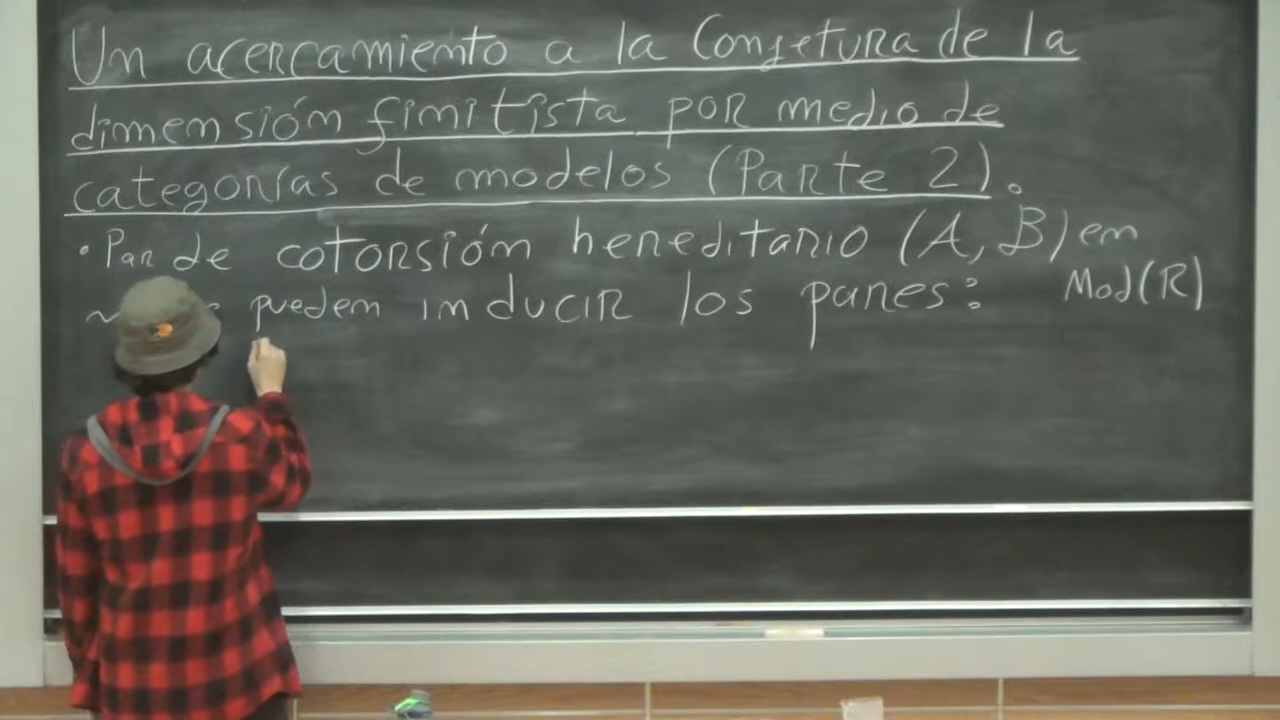 Un acercamiento a la Conjetura de la
dimensión finitista por medio de
categorías de modelos (Parte 2).
• Par de cotorsión hereditario (A, B) en
Mod(R)
pueden inducir los pares: